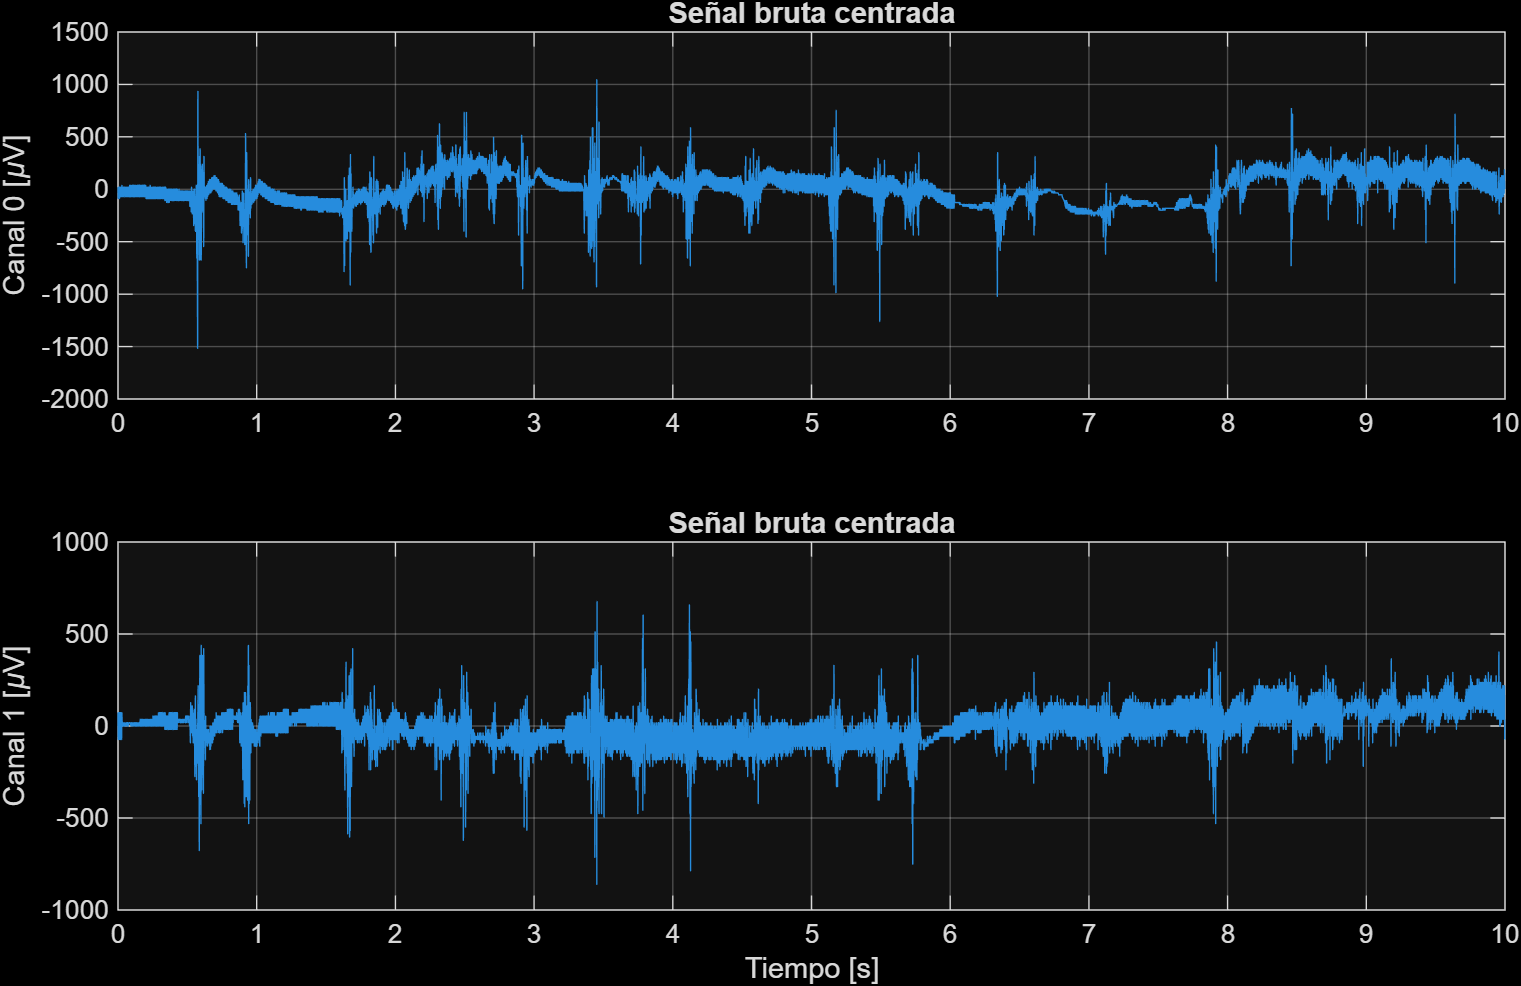 Señal bruta centrada
Canal 0 [µV]
1500
1000
500
0
-500
-1000
-1500
-2000
0 1 2 3 4 5 6 7 8 9 10
Señal bruta centrada
Canal 1 [µV]
1000
500
0
-500
-1000
0 1 2 3 4 5 6 7 8 9 10
Tiempo [s]